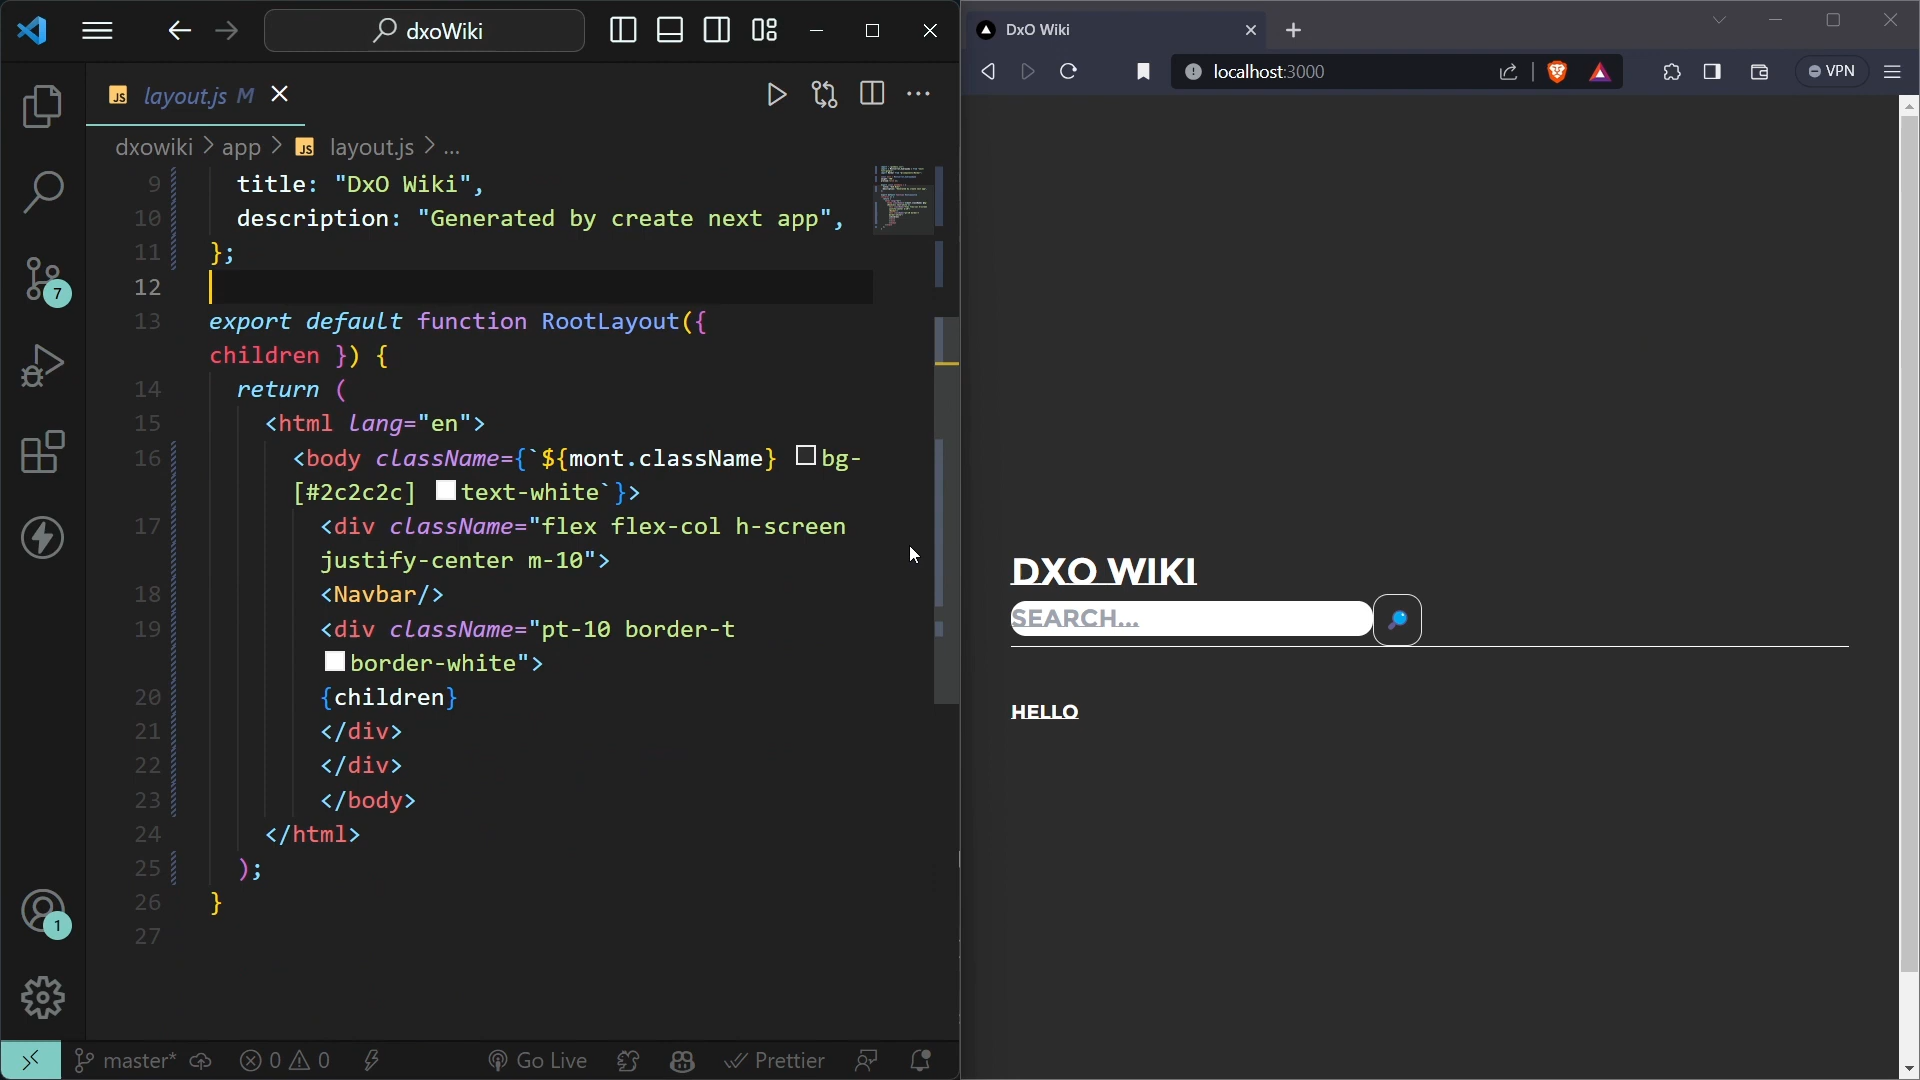 dxoWiki
layout.js M
dxowiki > app > JS layout.js > ...
9 title: "DxO Wiki",
10 description: "Generated by create next app",
11 };
12
13 export default function RootLayout({
children }) {
14 return (
15 <html lang="en">
16 <body className={`${mont.className} bg-
[#2c2c2c] text-white`}>
17 <div className="flex flex-col h-screen
justify-center m-10">
18 <Navbar/>
19 <div className="pt-10 border-t
border-white">
20 {children}
21 </div>
22 </div>
23 </body>
24 </html>
25 );
26 }
27
7
1
master* 0 0 Go Live Prettier
DxO Wiki
localhost:3000
VPN
DXO WIKI
SEARCH...
HELLO